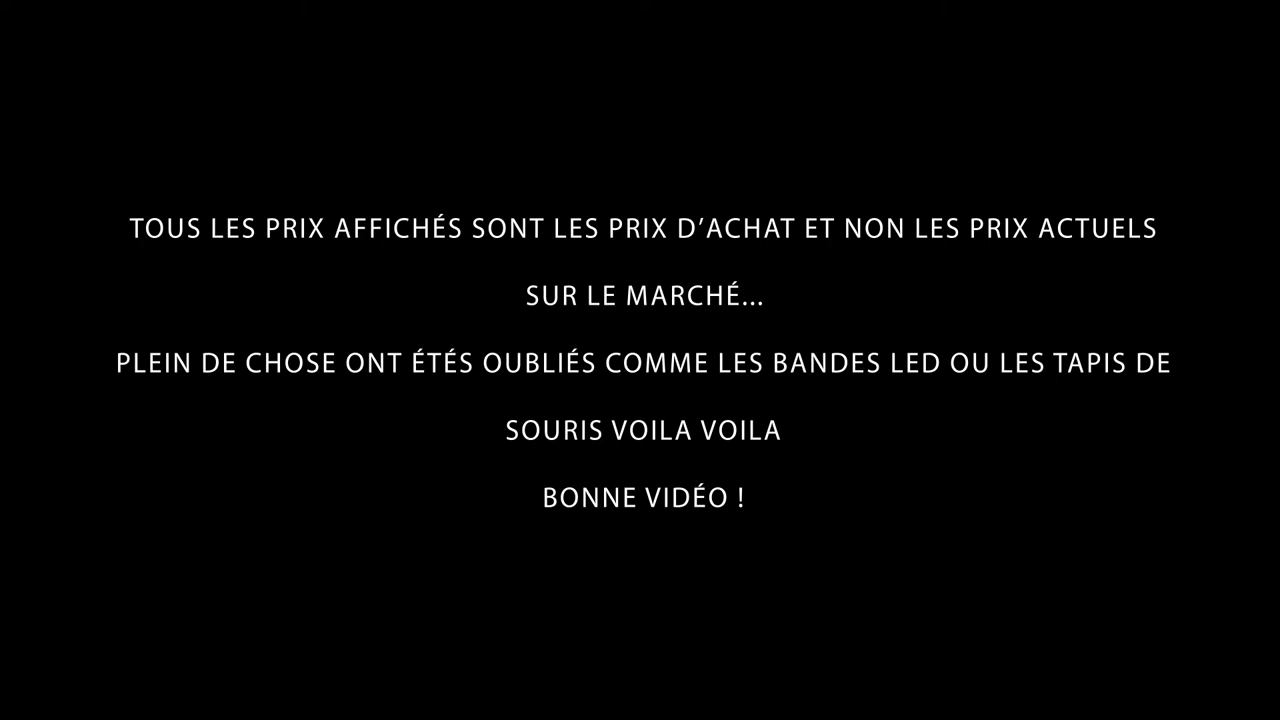 TOUS LES PRIX AFFICHÉS SONT LES PRIX D’ACHAT ET NON LES PRIX ACTUELS
SUR LE MARCHÉ...
PLEIN DE CHOSE ONT ÉTÉS OUBLIÉS COMME LES BANDES LED OU LES TAPIS DE
SOURIS VOILA VOILA
BONNE VIDÉO !